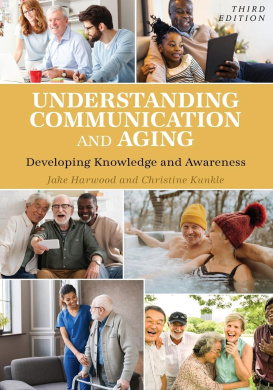 THIRD
EDITION
UNDERSTANDING
COMMUNICATION
AND AGING
Developing Knowledge and Awareness
Jake Harwood and Christine Kunkle